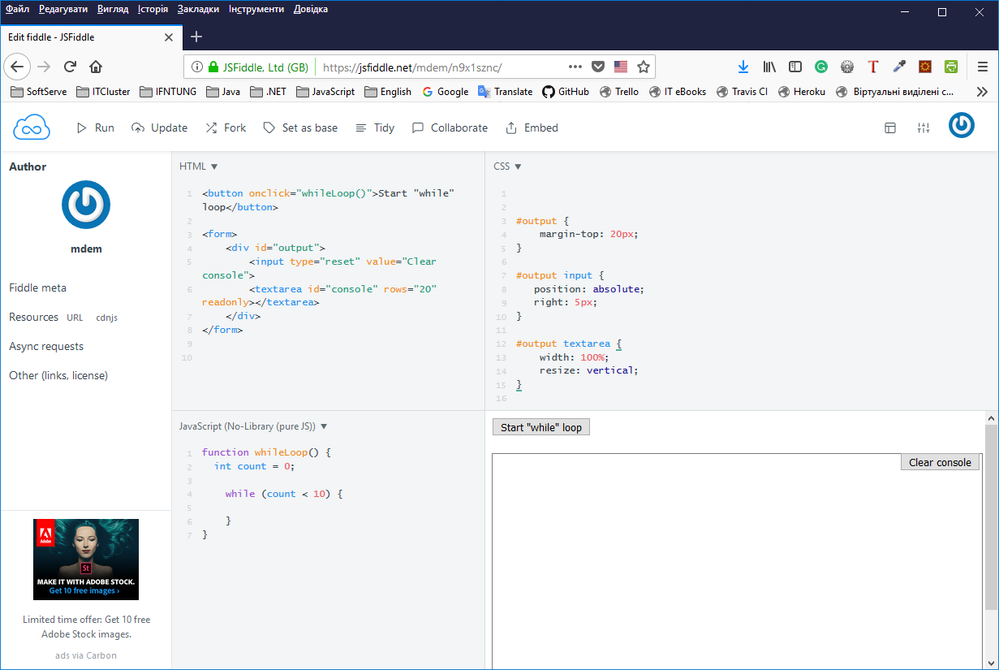 Файл Редагувати Вигляд Історія Закладки Інструменти Довідка
Edit fiddle - JSFiddle
JSFiddle, Ltd (GB) https://jsfiddle.net/mdem/n9x1sznc/
SoftServe ITCluster IFNTUNG Java .NET JavaScript English Google Translate GitHub Trello IT eBooks Travis CI Heroku Віртуальні виділені с...
Run Update Fork Set as base Tidy Collaborate Embed
Author
mdem
Fiddle meta
Resources URL cdnjs
Async requests
Other (links, license)
Adobe
St
MAKE IT WITH ADOBE STOCK.
Get 10 free images ›
Limited time offer: Get 10 free
Adobe Stock images.
ads via Carbon
HTML ▼
1 <button onclick="whileLoop()">Start "while"
loop</button>
2
3 <form>
4 <div id="output">
5 <input type="reset" value="Clear
console">
6 <textarea id="console" rows="20"
readonly></textarea>
7 </div>
8 </form>
9
10
CSS ▼
1
2
3 #output {
4 margin-top: 20px;
5 }
6
7 #output input {
8 position: absolute;
9 right: 5px;
10 }
11
12 #output textarea {
13 width: 100%;
14 resize: vertical;
15 }
16
JavaScript (No-Library (pure JS)) ▼
1 function whileLoop() {
2 int count = 0;
3
4 while (count < 10) {
5
6 }
7 }
Start "while" loop
Clear console